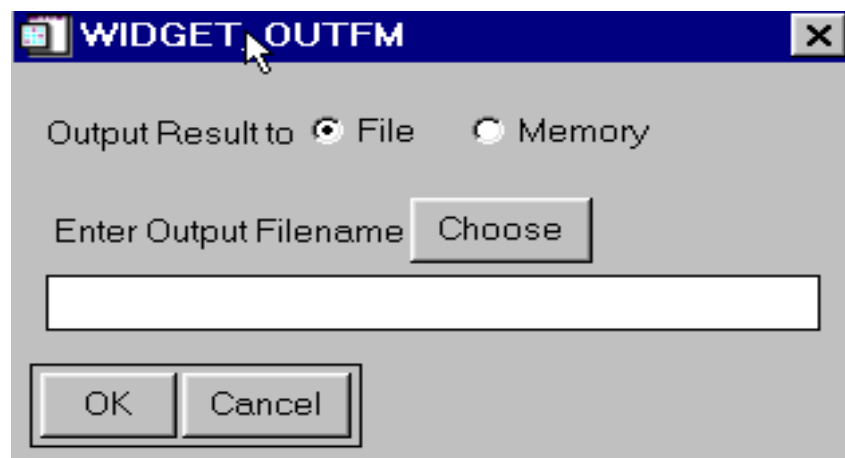 WIDGET_OUTFM
Output Result to File Memory
Enter Output Filename Choose
OK Cancel